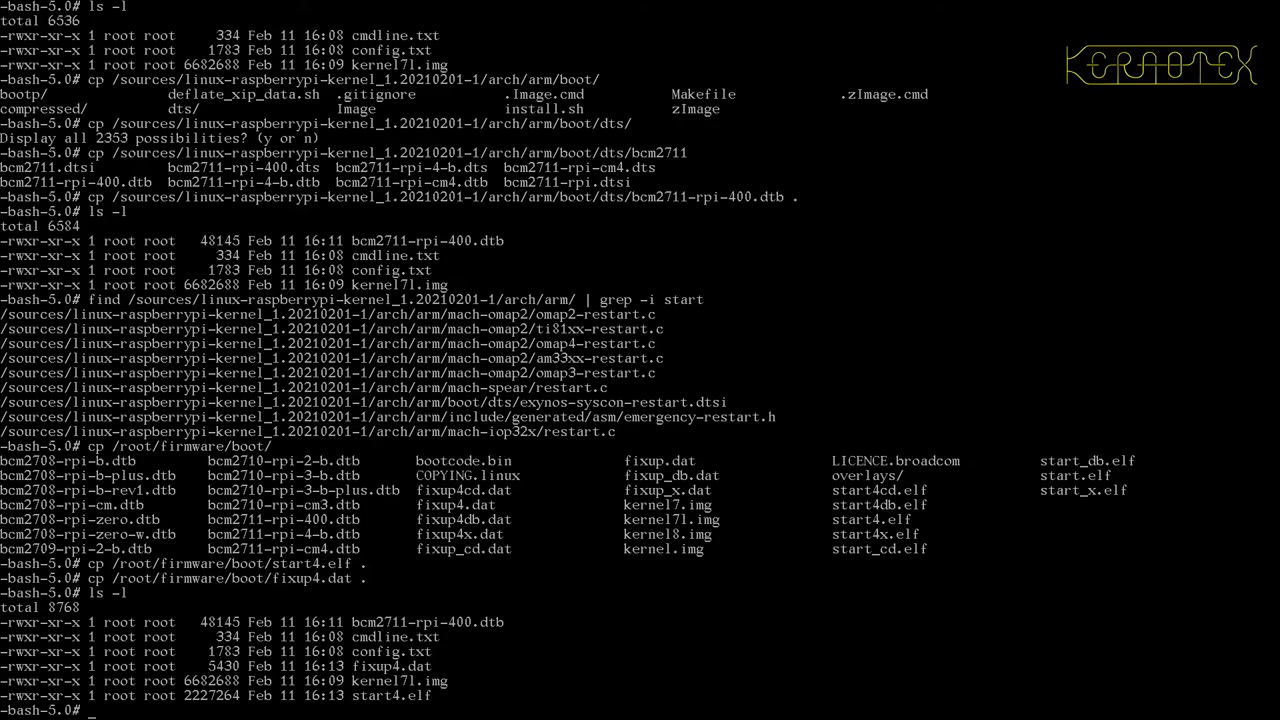 -bash-5.0# ls -l
total 6536
-rwxr-xr-x 1 root root     334 Feb 11 16:08 cmdline.txt
-rwxr-xr-x 1 root root    1783 Feb 11 16:08 config.txt
-rwxr-xr-x 1 root root 6682688 Feb 11 16:09 kernel7l.img
KERNOTEX
-bash-5.0# cp /sources/linux-raspberrypi-kernel_1.20210201-1/arch/arm/boot/
bootp/               deflate_xip_data.sh  .gitignore           .Image.cmd           Makefile             .zImage.cmd
compressed/          dts/                 Image                install.sh           zImage
-bash-5.0# cp /sources/linux-raspberrypi-kernel_1.20210201-1/arch/arm/boot/dts/
Display all 2353 possibilities? (y or n)
-bash-5.0# cp /sources/linux-raspberrypi-kernel_1.20210201-1/arch/arm/boot/dts/bcm2711
bcm2711.dtsi         bcm2711-rpi-400.dts  bcm2711-rpi-4-b.dts  bcm2711-rpi-cm4.dts
bcm2711-rpi-400.dtb  bcm2711-rpi-4-b.dtb  bcm2711-rpi-cm4.dtb  bcm2711-rpi.dtsi
-bash-5.0# cp /sources/linux-raspberrypi-kernel_1.20210201-1/arch/arm/boot/dts/bcm2711-rpi-400.dtb .
-bash-5.0# ls -l
total 6584
-rwxr-xr-x 1 root root   48145 Feb 11 16:11 bcm2711-rpi-400.dtb
-rwxr-xr-x 1 root root     334 Feb 11 16:08 cmdline.txt
-rwxr-xr-x 1 root root    1783 Feb 11 16:08 config.txt
-rwxr-xr-x 1 root root 6682688 Feb 11 16:09 kernel7l.img
-bash-5.0# find /sources/linux-raspberrypi-kernel_1.20210201-1/arch/arm/ | grep -i start
/sources/linux-raspberrypi-kernel_1.20210201-1/arch/arm/mach-omap2/omap2-restart.c
/sources/linux-raspberrypi-kernel_1.20210201-1/arch/arm/mach-omap2/ti81xx-restart.c
/sources/linux-raspberrypi-kernel_1.20210201-1/arch/arm/mach-omap2/omap4-restart.c
/sources/linux-raspberrypi-kernel_1.20210201-1/arch/arm/mach-omap2/am33xx-restart.c
/sources/linux-raspberrypi-kernel_1.20210201-1/arch/arm/mach-omap2/omap3-restart.c
/sources/linux-raspberrypi-kernel_1.20210201-1/arch/arm/mach-spear/restart.c
/sources/linux-raspberrypi-kernel_1.20210201-1/arch/arm/boot/dts/exynos-syscon-restart.dtsi
/sources/linux-raspberrypi-kernel_1.20210201-1/arch/arm/include/generated/asm/emergency-restart.h
/sources/linux-raspberrypi-kernel_1.20210201-1/arch/arm/mach-iop32x/restart.c
-bash-5.0# cp /root/firmware/boot/
bcm2708-rpi-b.dtb         bcm2710-rpi-2-b.dtb       bootcode.bin              fixup.dat                 LICENCE.broadcom          start_db.elf
bcm2708-rpi-b-plus.dtb    bcm2710-rpi-3-b.dtb       COPYING.linux             fixup_db.dat              overlays/                 start.elf
bcm2708-rpi-b-rev1.dtb    bcm2710-rpi-3-b-plus.dtb  fixup4cd.dat              fixup_x.dat               start4cd.elf              start_x.elf
bcm2708-rpi-cm.dtb        bcm2710-rpi-cm3.dtb       fixup4.dat                kernel7.img               start4db.elf
bcm2708-rpi-zero.dtb      bcm2711-rpi-400.dtb       fixup4db.dat              kernel7l.img              start4.elf
bcm2708-rpi-zero-w.dtb    bcm2711-rpi-4-b.dtb       fixup4x.dat               kernel8.img               start4x.elf
bcm2709-rpi-2-b.dtb       bcm2711-rpi-cm4.dtb       fixup_cd.dat              kernel.img                start_cd.elf
-bash-5.0# cp /root/firmware/boot/start4.elf .
-bash-5.0# cp /root/firmware/boot/fixup4.dat .
-bash-5.0# ls -l
total 8768
-rwxr-xr-x 1 root root   48145 Feb 11 16:11 bcm2711-rpi-400.dtb
-rwxr-xr-x 1 root root     334 Feb 11 16:08 cmdline.txt
-rwxr-xr-x 1 root root    1783 Feb 11 16:08 config.txt
-rwxr-xr-x 1 root root    5430 Feb 11 16:13 fixup4.dat
-rwxr-xr-x 1 root root 6682688 Feb 11 16:09 kernel7l.img
-rwxr-xr-x 1 root root 2227264 Feb 11 16:13 start4.elf
-bash-5.0# _